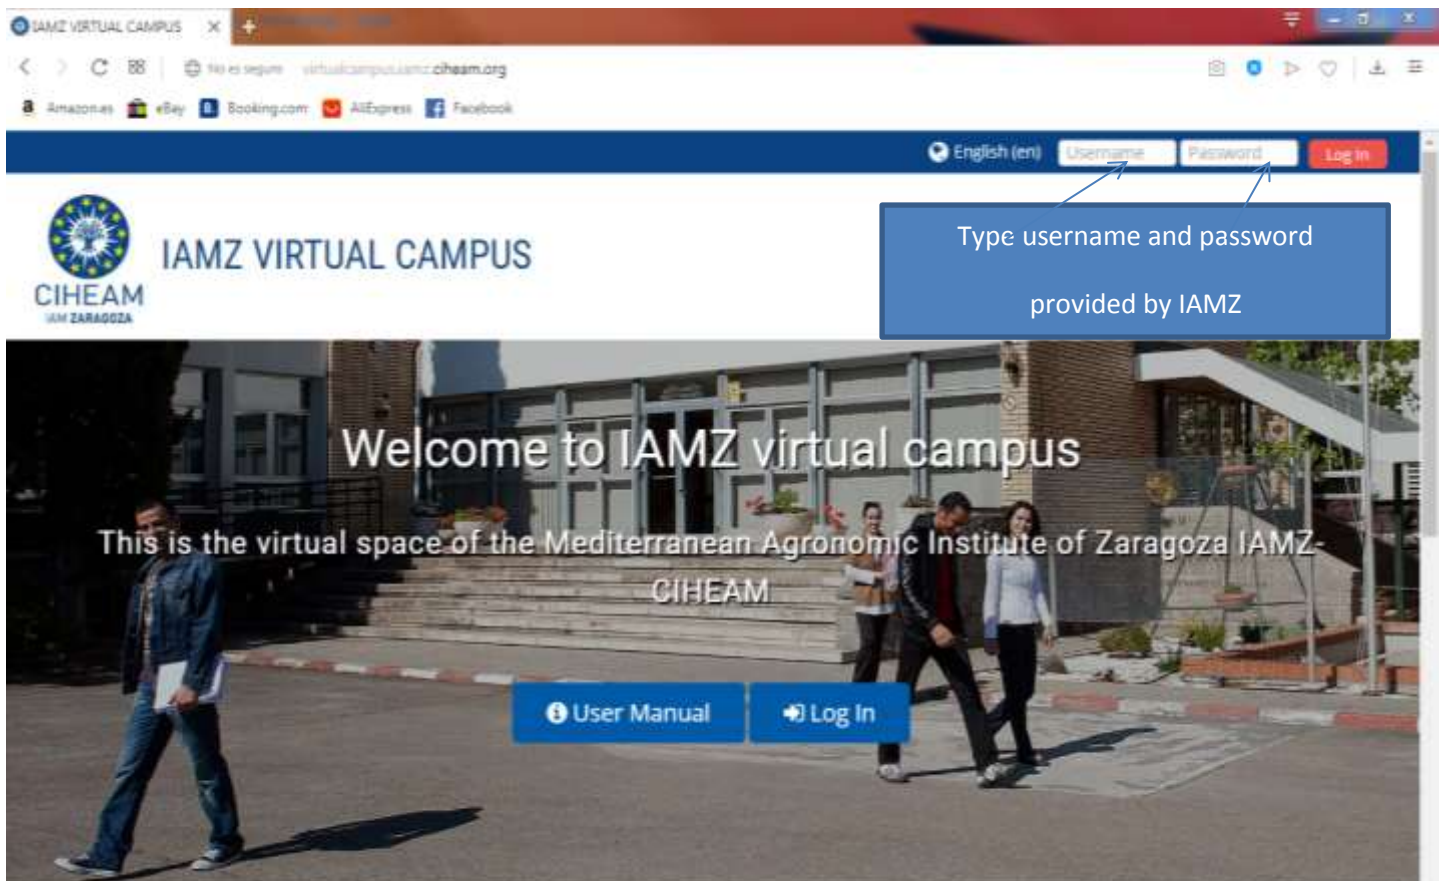 IAMZ VIRTUAL CAMPUS
No es seguro virtualcampus.iamz.ciheam.org
Amazon.es eBay Booking.com AliExpress Facebook
English (en) Username Password Log In
Type username and password
provided by IAMZ
IAMZ VIRTUAL CAMPUS
CIHEAM
IAM ZARAGOZA
Welcome to IAMZ virtual campus
This is the virtual space of the Mediterranean Agronomic Institute of Zaragoza IAMZ-
CIHEAM
User Manual Log In